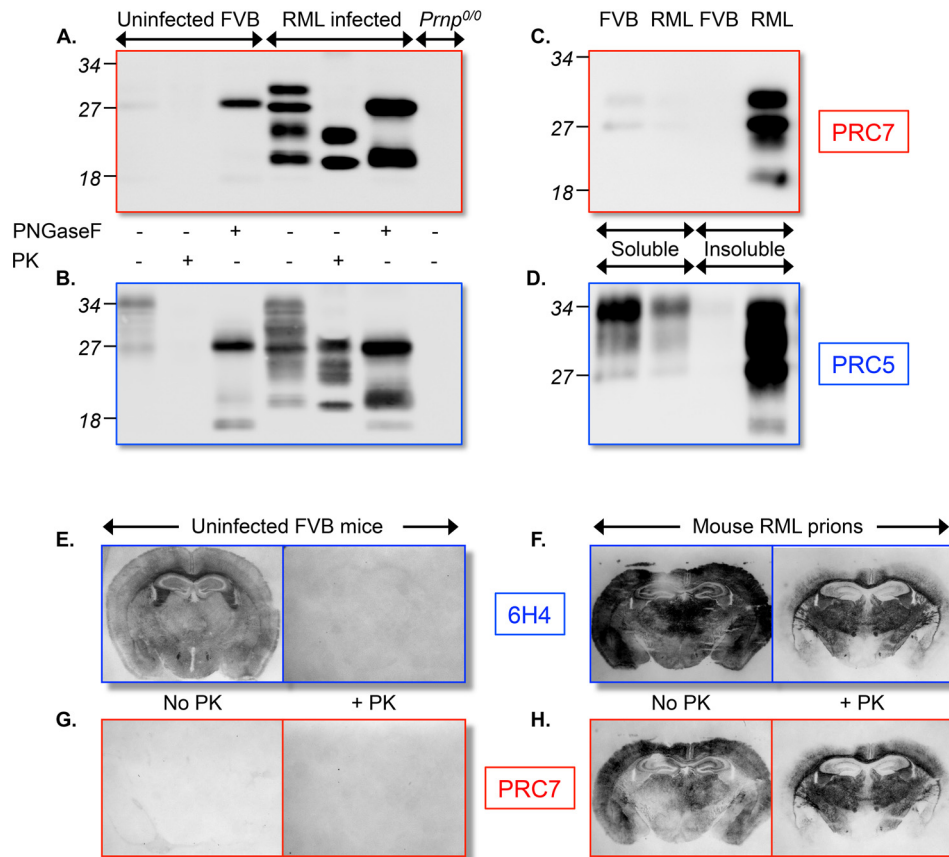 Uninfected FVB RML infected Prnp0/0
A.
34
27
18
PNGaseF - - + - - + -
PK - + - - + - -
B.
34
27
18
FVB RML FVB RML
C.
34
27
18
PRC7
Soluble Insoluble
D.
34
27
PRC5
Uninfected FVB mice
E.
Mouse RML prions
F.
6H4
No PK + PK
No PK + PK
G.
H.
PRC7